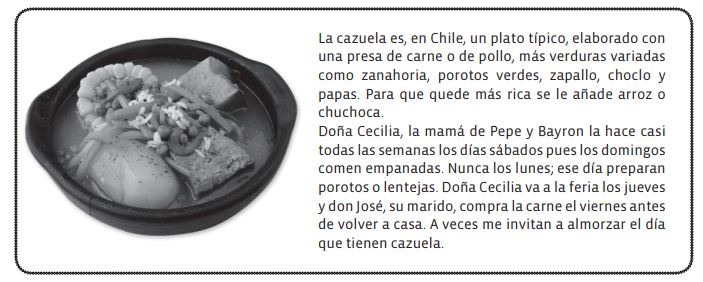 La cazuela es, en Chile, un plato típico, elaborado con
una presa de carne o de pollo, más verduras variadas
como zanahoria, porotos verdes, zapallo, choclo y
papas. Para que quede más rica se le añade arroz o
chuchoca.
Doña Cecilia, la mamá de Pepe y Bayron la hace casi
todas las semanas los días sábados pues los domingos
comen empanadas. Nunca los lunes; ese día preparan
porotos o lentejas. Doña Cecilia va a la feria los jueves
y don José, su marido, compra la carne el viernes antes
de volver a casa. A veces me invitan a almorzar el día
que tienen cazuela.